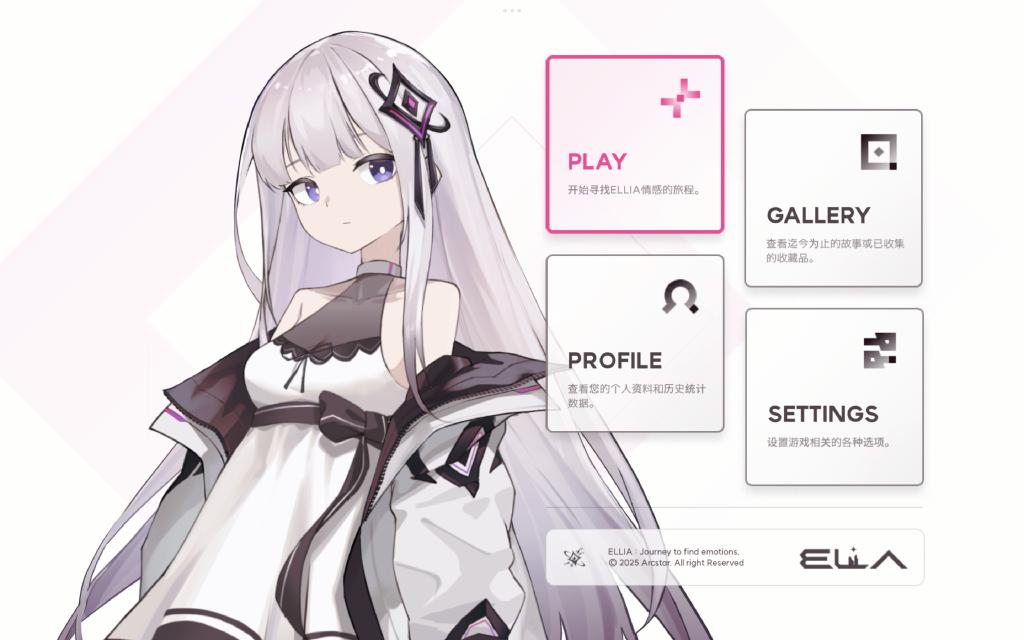 PLAY
开始寻找ELLIA情感的旅程。
GALLERY
查看迄今为止的故事或已收集
的收藏品。
PROFILE
查看您的个人资料和历史统计
数据。
SETTINGS
设置游戏相关的各种选项。
ELLIA : Journey to find emotions.
© 2025 Arcstar. All right Reserved
ELLIA